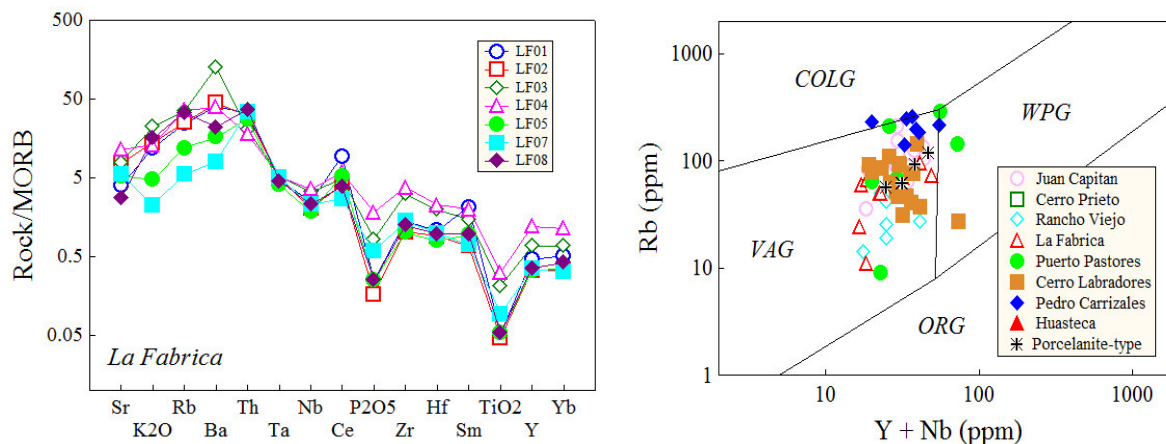 500
50
5
0.5
0.05
Rock/MORB
LF01
LF02
LF03
LF04
LF05
LF07
LF08
La Fabrica
Sr Rb Th Nb P2O5 Hf TiO2 Yb
K2O Ba Ta Ce Zr Sm Y
1000
100
10
1
Rb (ppm)
COLG
WPG
VAG
ORG
Juan Capitan
Cerro Prieto
Rancho Viejo
La Fabrica
Puerto Pastores
Cerro Labradores
Pedro Carrizales
Huasteca
Porcelanite-type
10 100 1000
Y + Nb (ppm)